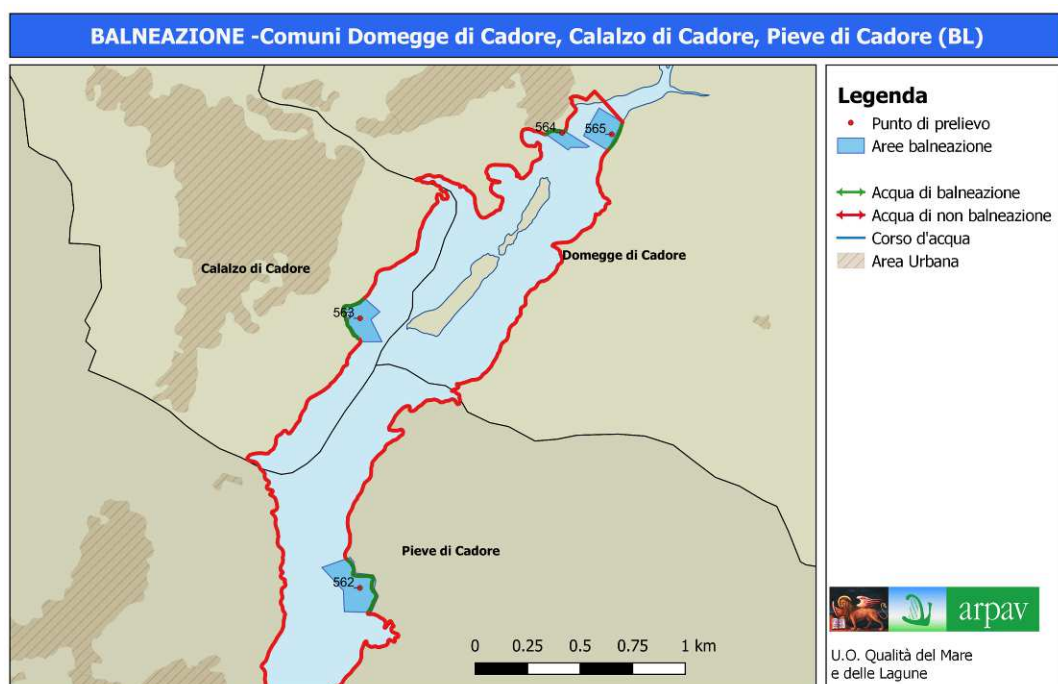 BALNEAZIONE -Comuni Domegge di Cadore, Calalzo di Cadore, Pieve di Cadore (BL)
564
565
Calalzo di Cadore
Domegge di Cadore
563
Pieve di Cadore
562
0 0.25 0.5 0.75 1 km
Legenda
Punto di prelievo
Aree balneazione
Acqua di balneazione
Acqua di non balneazione
Corso d'acqua
Area Urbana
arpav
U.O. Qualità del Mare
e delle Lagune